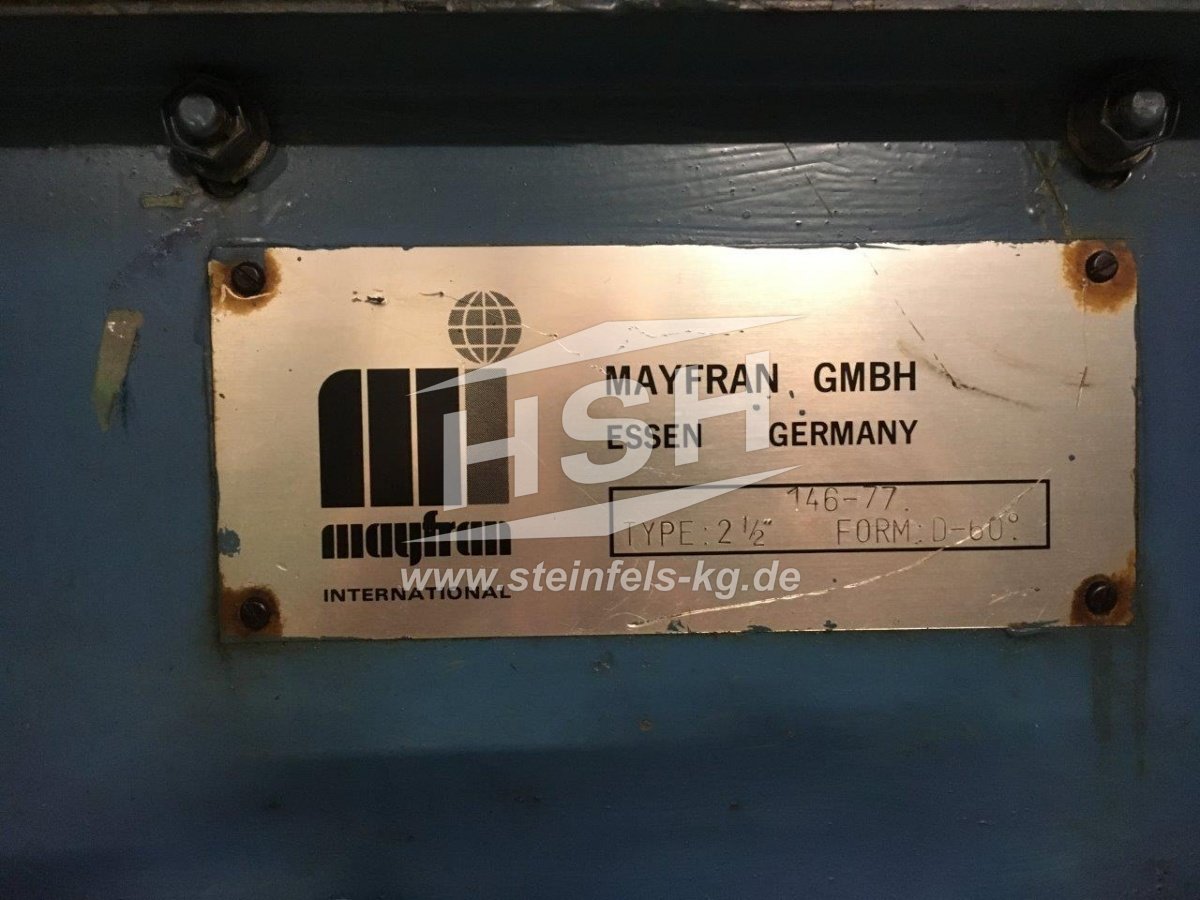 MAYFRAN GMBH
ESSEN GERMANY
146-77.
TYPE: 2 1/2" FORM: D-60°.
mayfran
INTERNATIONAL
HSH
www.steinfels-kg.de